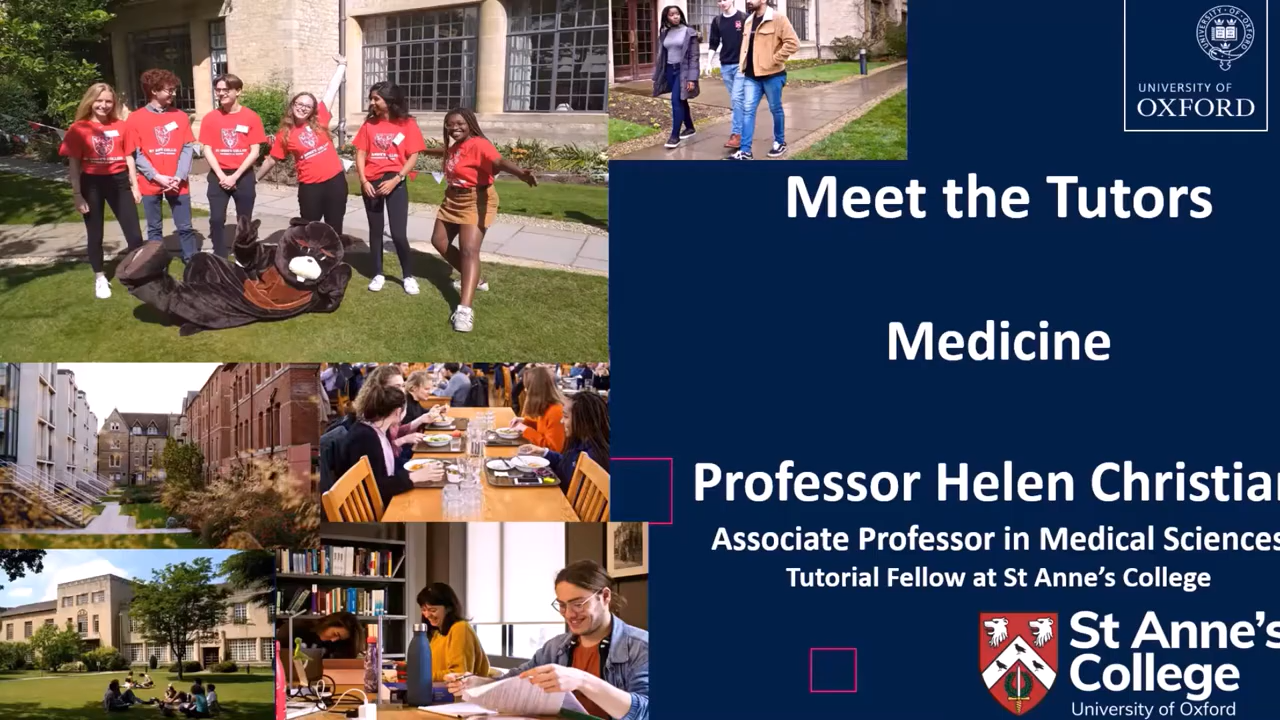 UNIVERSITY OF
OXFORD
Meet the Tutors
Medicine
Professor Helen Christian
Associate Professor in Medical Sciences
Tutorial Fellow at St Anne's College
St Anne's
College
University of Oxford